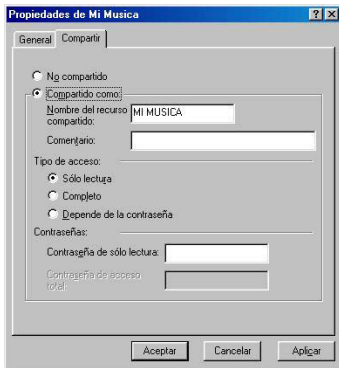 Propiedades de Mi Musica
General Compartir
No compartido
Compartido como:
Nombre del recurso
compartido: MI MUSICA
Comentario:
Tipo de acceso:
Sólo lectura
Completo
Depende de la contraseña
Contraseñas:
Contraseña de sólo lectura:
Contraseña de acceso
total:
Aceptar Cancelar Aplicar